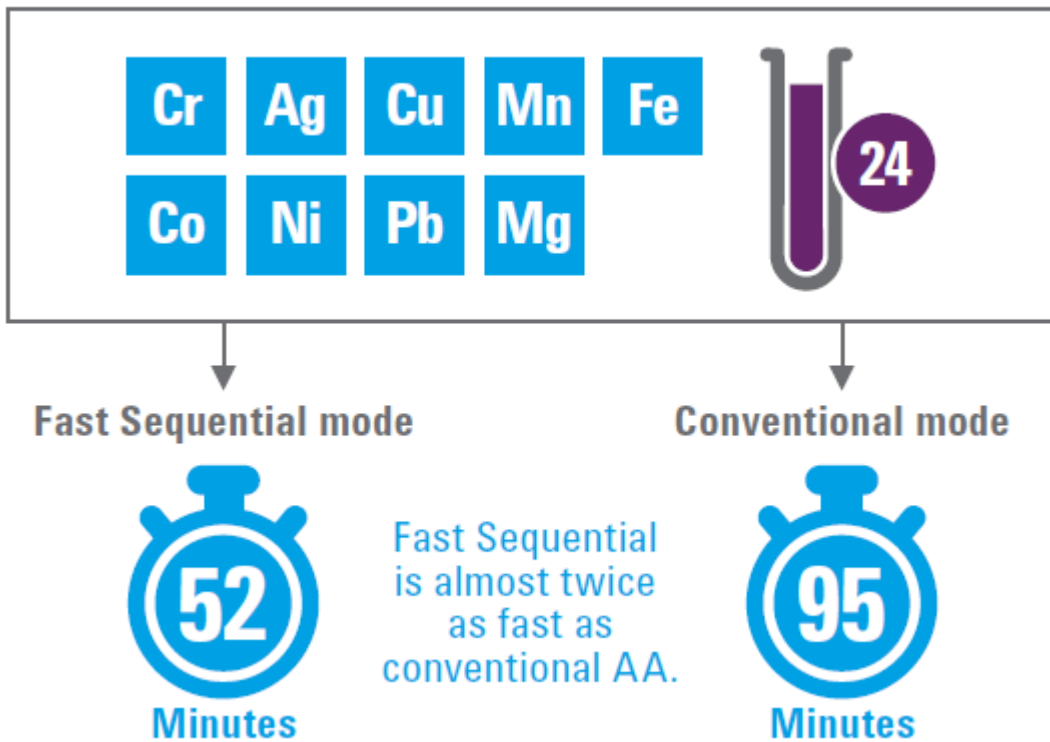 Cr Ag Cu Mn Fe
24
Co Ni Pb Mg
Fast Sequential mode
Conventional mode
52
Minutes
Fast Sequential
is almost twice
as fast as
conventional AA.
95
Minutes